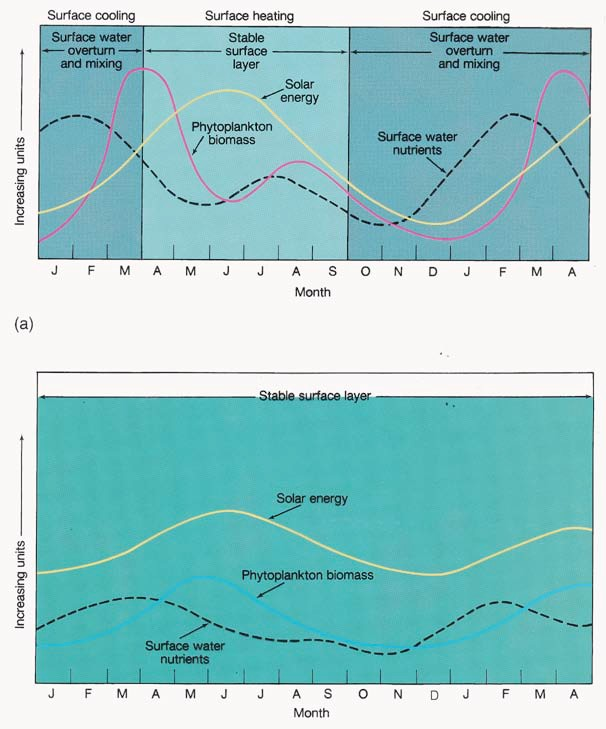 Surface cooling Surface heating Surface cooling
Surface water
overturn
and mixing
Stable
surface
layer
Surface water
overturn
and mixing
Solar
energy
Phytoplankton
biomass
Surface water
nutrients
Increasing units
J F M A M J J A S O N D J F M A
Month
(a)
Stable surface layer
Solar energy
Phytoplankton biomass
Surface water
nutrients
Increasing units
J F M A M J J A S O N D J F M A
Month